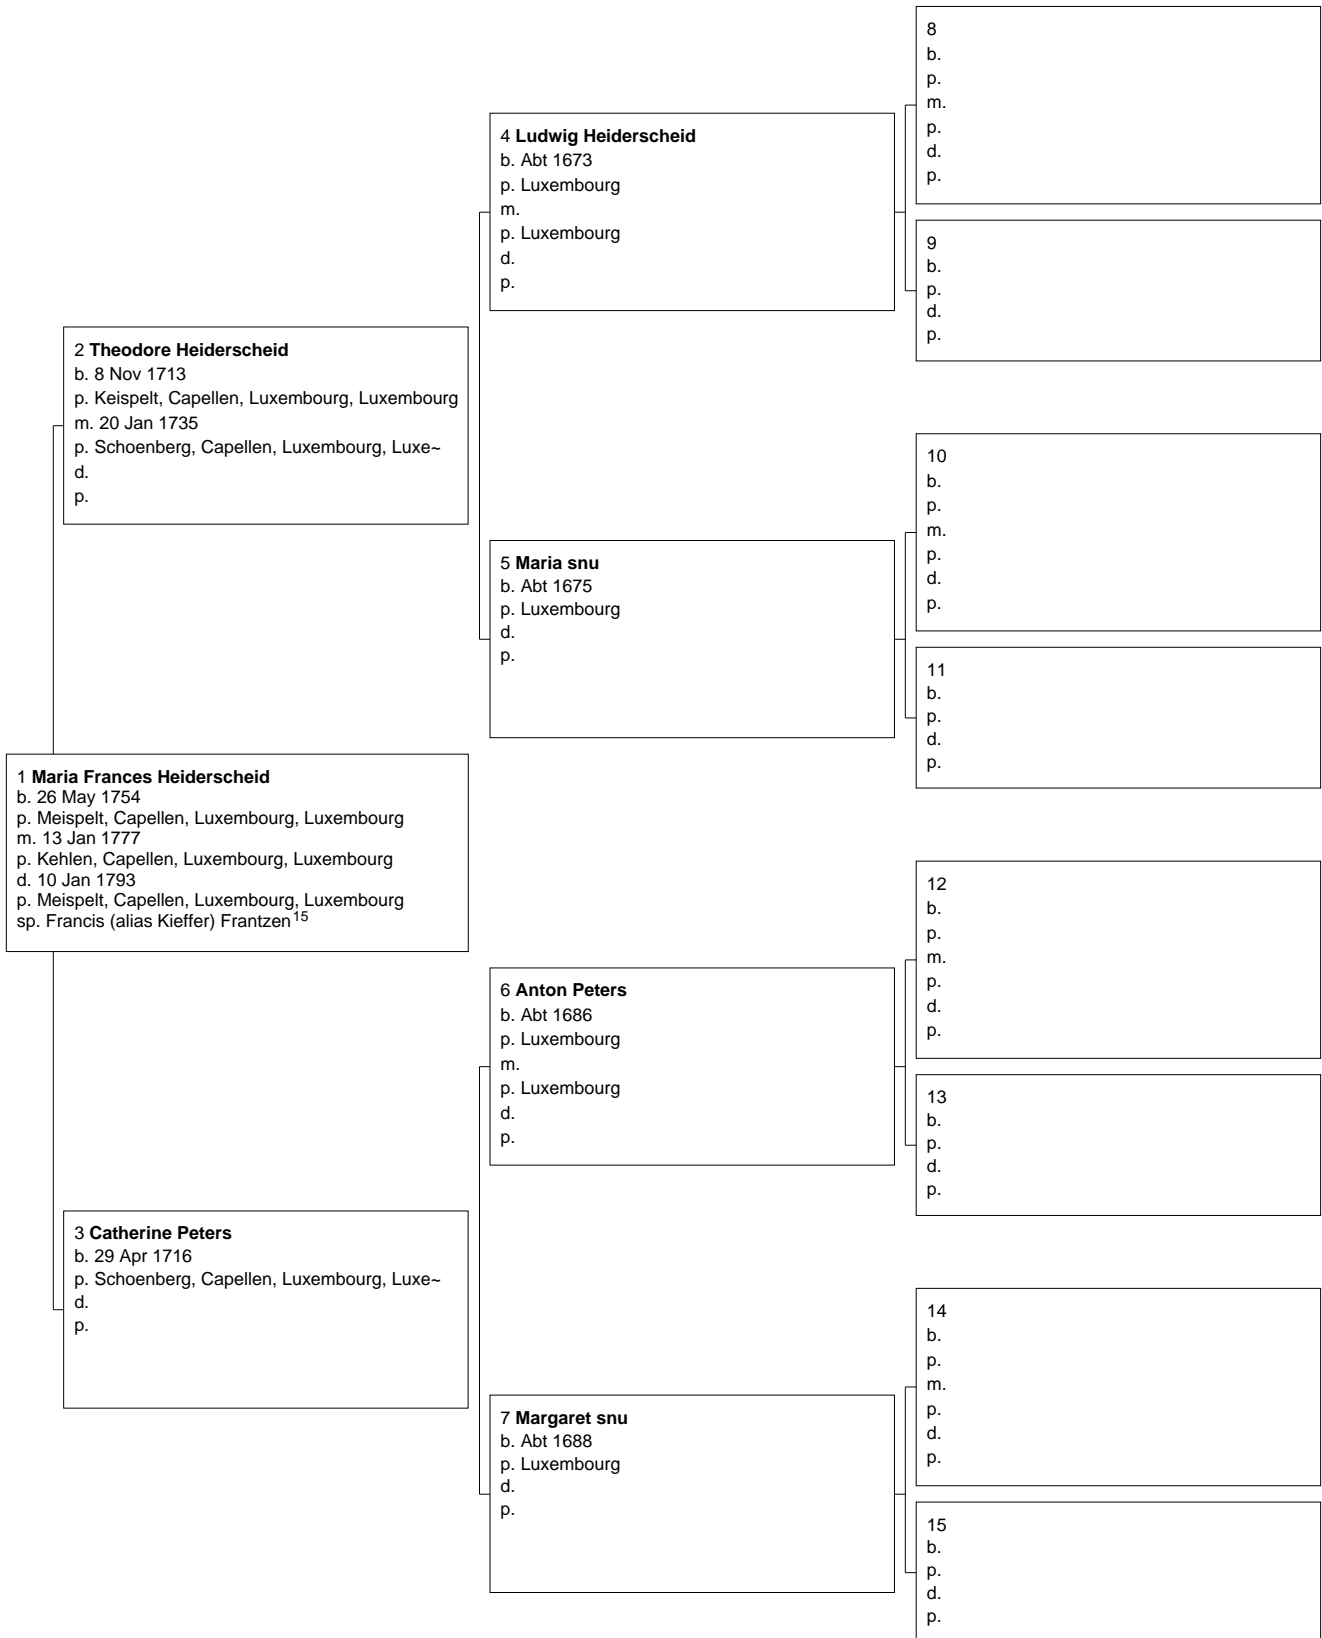 8
b.
p.
m.
p.
d.
p.
4 Ludwig Heiderscheid
b. Abt 1673
p. Luxembourg
m.
p. Luxembourg
d.
p.
9
b.
p.
d.
p.
2 Theodore Heiderscheid
b. 8 Nov 1713
p. Keispelt, Capellen, Luxembourg, Luxembourg
m. 20 Jan 1735
p. Schoenberg, Capellen, Luxembourg, Luxe~
d.
p.
10
b.
p.
m.
p.
d.
p.
5 Maria snu
b. Abt 1675
p. Luxembourg
d.
p.
11
b.
p.
d.
p.
1 Maria Frances Heiderscheid
b. 26 May 1754
p. Meispelt, Capellen, Luxembourg, Luxembourg
m. 13 Jan 1777
p. Kehlen, Capellen, Luxembourg, Luxembourg
d. 10 Jan 1793
p. Meispelt, Capellen, Luxembourg, Luxembourg
sp. Francis (alias Kieffer) Frantzen 15
12
b.
p.
m.
p.
d.
p.
6 Anton Peters
b. Abt 1686
p. Luxembourg
m.
p. Luxembourg
d.
p.
13
b.
p.
d.
p.
3 Catherine Peters
b. 29 Apr 1716
p. Schoenberg, Capellen, Luxembourg, Luxe~
d.
p.
14
b.
p.
m.
p.
d.
p.
7 Margaret snu
b. Abt 1688
p. Luxembourg
d.
p.
15
b.
p.
d.
p.